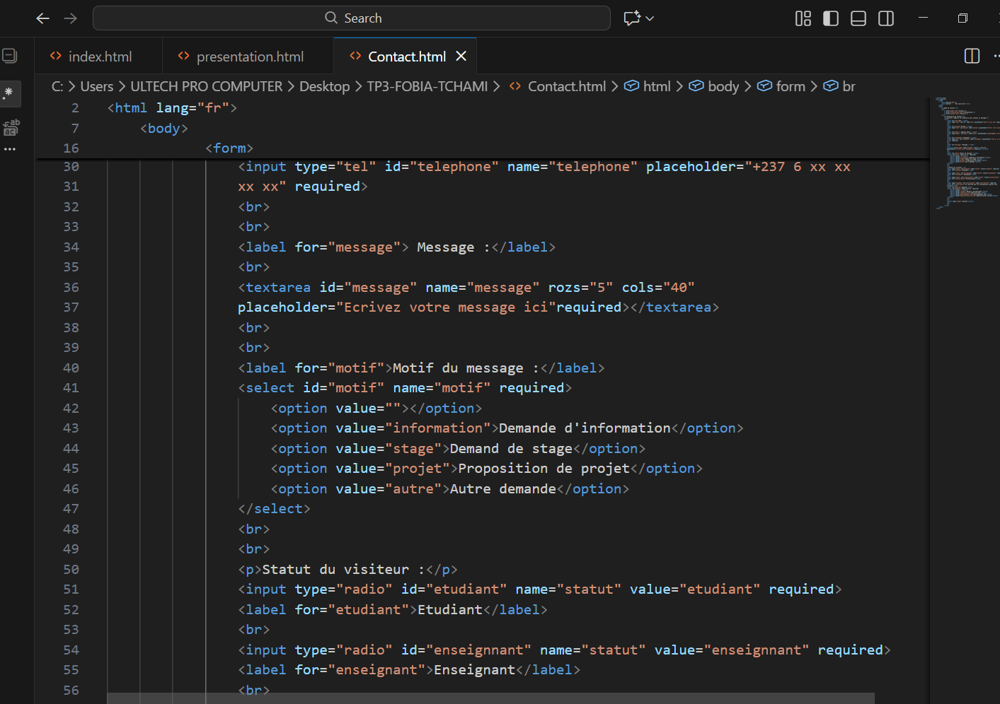 Search
index.html
presentation.html
Contact.html
C: > Users > ULTECH PRO COMPUTER > Desktop > TP3-FOBIA-TCHAMI > Contact.html > html > body > form > br
2 <html lang="fr">
7 <body>
16 <form>
30 <input type="tel" id="telephone" name="telephone" placeholder="+237 6 xx xx
31 xx xx" required>
32 <br>
33 <br>
34 <label for="message"> Message :</label>
35 <br>
36 <textarea id="message" name="message" rozs="5" cols="40"
37 placeholder="Ecrivez votre message ici"required></textarea>
38 <br>
39 <br>
40 <label for="motif">Motif du message :</label>
41 <select id="motif" name="motif" required>
42 <option value=""></option>
43 <option value="information">Demande d'information</option>
44 <option value="stage">Demand de stage</option>
45 <option value="projet">Proposition de projet</option>
46 <option value="autre">Autre demande</option>
47 </select>
48 <br>
49 <br>
50 <p>Statut du visiteur :</p>
51 <input type="radio" id="etudiant" name="statut" value="etudiant" required>
52 <label for="etudiant">Etudiant</label>
53 <br>
54 <input type="radio" id="enseignnant" name="statut" value="enseignnant" required>
55 <label for="enseignant">Enseignant</label>
56 <br>